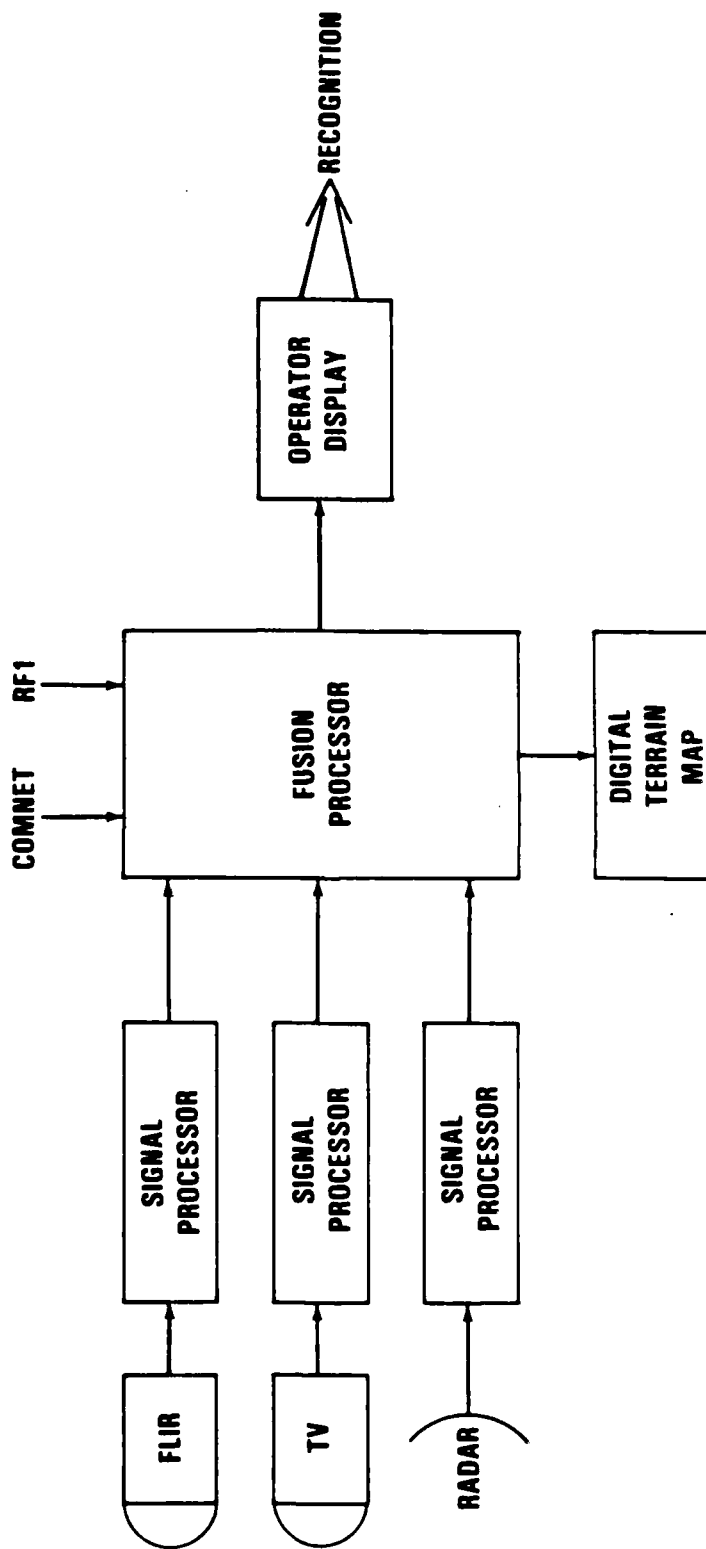 COMNET
RF1
FLIR
SIGNAL
PROCESSOR
TV
SIGNAL
PROCESSOR
RADAR
SIGNAL
PROCESSOR
FUSION
PROCESSOR
OPERATOR
DISPLAY
RECOGNITION
DIGITAL
TERRAIN
MAP